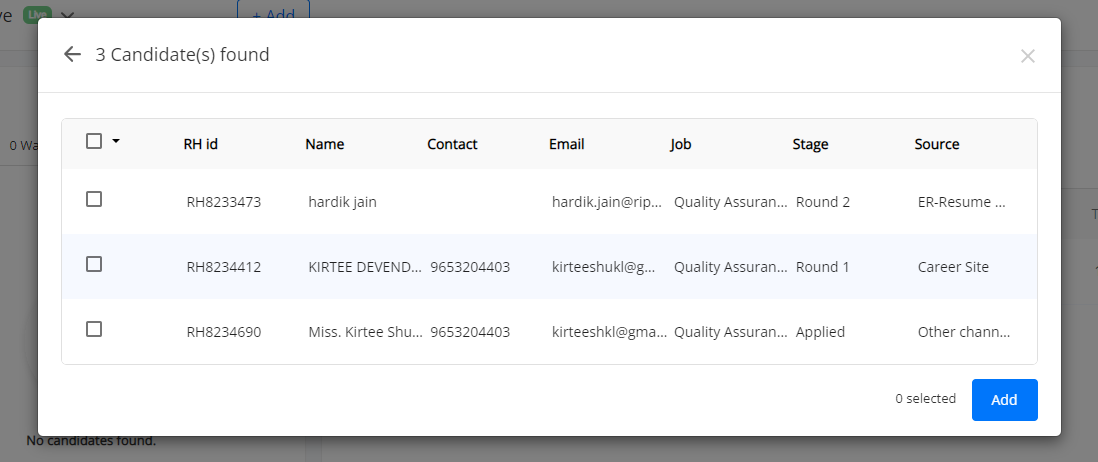 Live
+ Add
3 Candidate(s) found
0 Wa
RH id Name Contact Email Job Stage Source
RH8233473 hardik jain hardik.jain@rip... Quality Assuran... Round 2 ER-Resume ...
RH8234412 KIRTEE DEVEND... 9653204403 kirteeshukl@g... Quality Assuran... Round 1 Career Site
RH8234690 Miss. Kirtee Shu... 9653204403 kirteeshkl@gma... Quality Assuran... Applied Other chann...
0 selected Add
No candidates found.